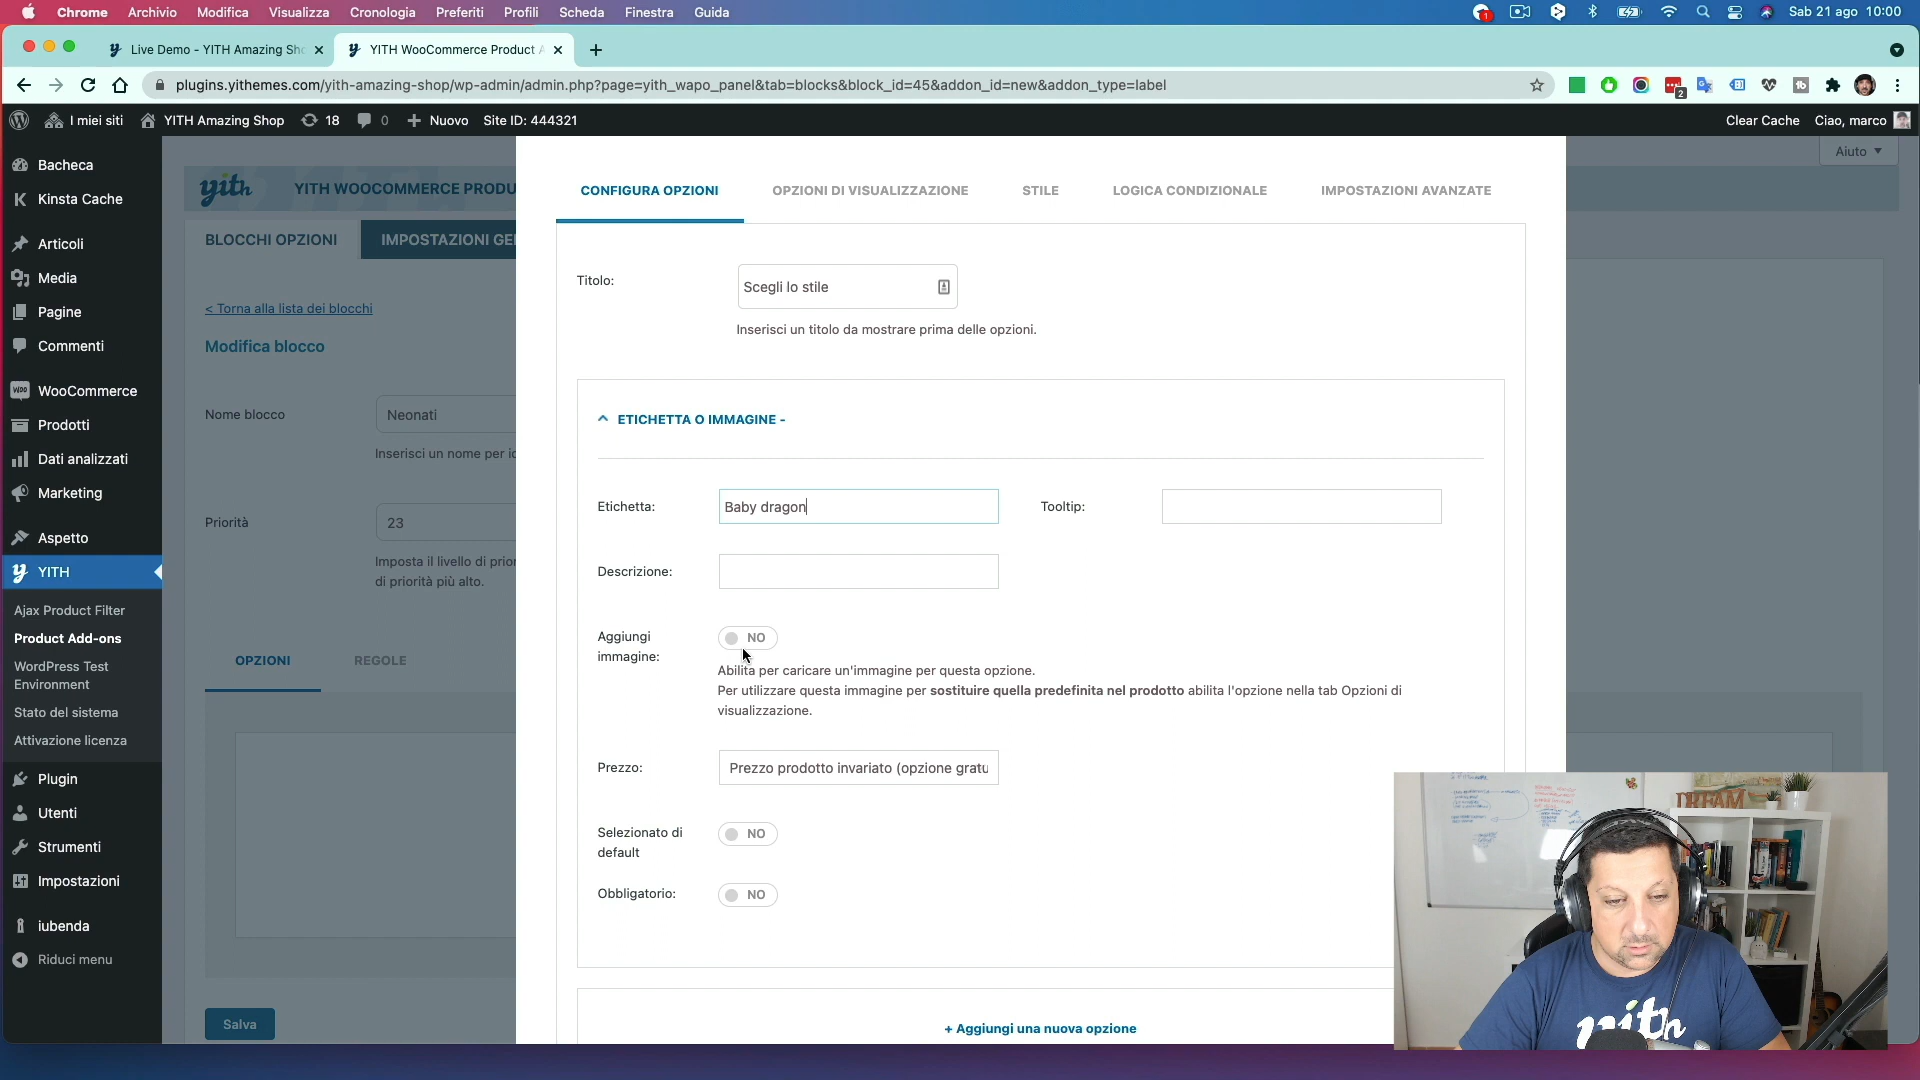 Chrome Archivio Modifica Visualizza Cronologia Preferiti Profili Scheda Finestra Guida
1
Sab 21 ago 10:00
Live Demo - YITH Amazing Sho
YITH WooCommerce Product A
plugins.yithemes.com/yith-amazing-shop/wp-admin/admin.php?page=yith_wapo_panel&tab=blocks&block_id=45&addon_id=new&addon_type=label
2
I miei siti YITH Amazing Shop 18 0 Nuovo Site ID: 444321
Clear Cache Ciao, marco
Aiuto
Bacheca
Kinsta Cache
Articoli
Media
Pagine
Commenti
WooCommerce
Prodotti
Dati analizzati
Marketing
Aspetto
YITH
Ajax Product Filter
Product Add-ons
WordPress Test
Environment
Stato del sistema
Attivazione licenza
Plugin
Utenti
Strumenti
Impostazioni
iubenda
Riduci menu
yith YITH WOOCOMMERCE PRODU
BLOCCHI OPZIONI IMPOSTAZIONI GE
< Torna alla lista dei blocchi
Modifica blocco
Nome blocco Neonati
Inserisci un nome per i
Priorità 23
Imposta il livello di prior
di priorità più alto.
OPZIONI REGOLE
Salva
CONFIGURA OPZIONI OPZIONI DI VISUALIZZAZIONE STILE LOGICA CONDIZIONALE IMPOSTAZIONI AVANZATE
Titolo: Scegli lo stile
Inserisci un titolo da mostrare prima delle opzioni.
ETICHETTA O IMMAGINE -
Etichetta: Baby dragon Tooltip:
Descrizione:
Aggiungi
immagine:
NO
Abilita per caricare un'immagine per questa opzione.
Per utilizzare questa immagine per sostituire quella predefinita nel prodotto abilita l'opzione nella tab Opzioni di
visualizzazione.
Prezzo: Prezzo prodotto invariato (opzione gratu
Selezionato di
default
NO
Obbligatorio: NO
+ Aggiungi una nuova opzione
DREAM
yith